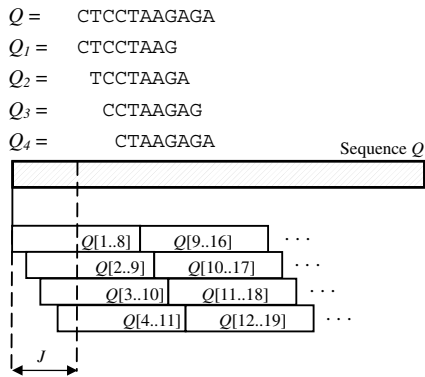 Q = CTCCTAAGAGA
Q1 = CTCCTAAG
Q2 = TCCTAAGA
Q3 = CCTAAGAG
Q4 = CTAAGAGA
Sequence Q
Q[1..8] Q[9..16] . . .
Q[2..9] Q[10..17] . . .
Q[3..10] Q[11..18] . . .
Q[4..11] Q[12..19] . . .
J